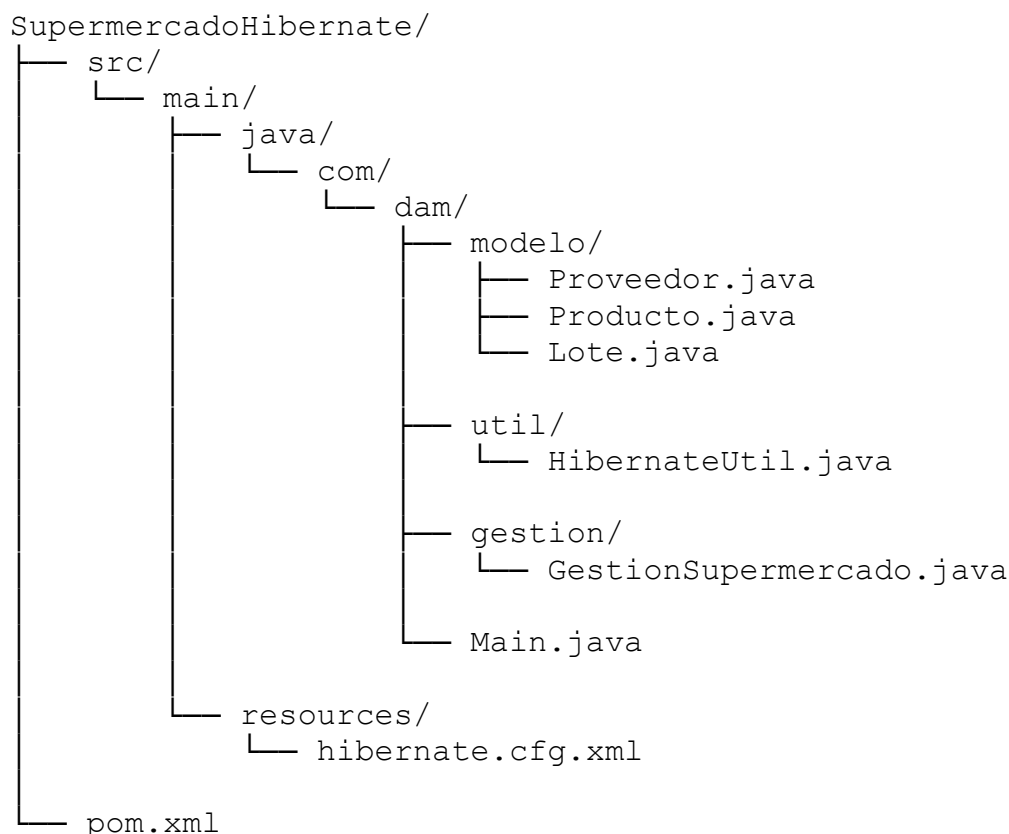 SupermercadoHibernate/
├── src/
│   └── main/
│       ├── java/
│       │   └── com/
│       │       └── dam/
│       │           ├── modelo/
│       │           │   ├── Proveedor.java
│       │           │   ├── Producto.java
│       │           │   └── Lote.java
│       │           ├── util/
│       │           │   └── HibernateUtil.java
│       │           ├── gestion/
│       │           │   └── GestionSupermercado.java
│       │           └── Main.java
│       └── resources/
│           └── hibernate.cfg.xml
└── pom.xml